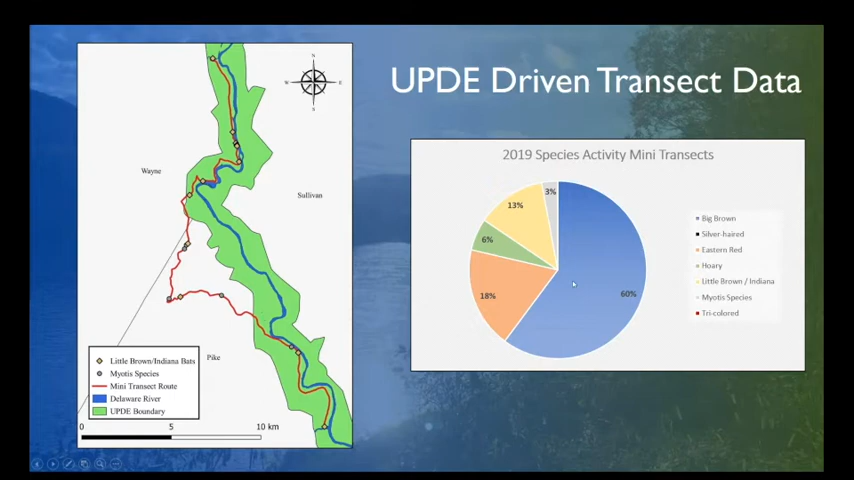 UPDE Driven Transect Data
N
W
E
S
Wayne
Sullivan
Pike
Little Brown/Indiana Bats
Myotis Species
Mini Transect Route
Delaware River
UPDE Boundary
0
5
10 km
2019 Species Activity Mini Transects
3%
13%
6%
18%
60%
Big Brown
Silver-haired
Eastern Red
Hoary
Little Brown / Indiana
Myotis Species
Tri-colored